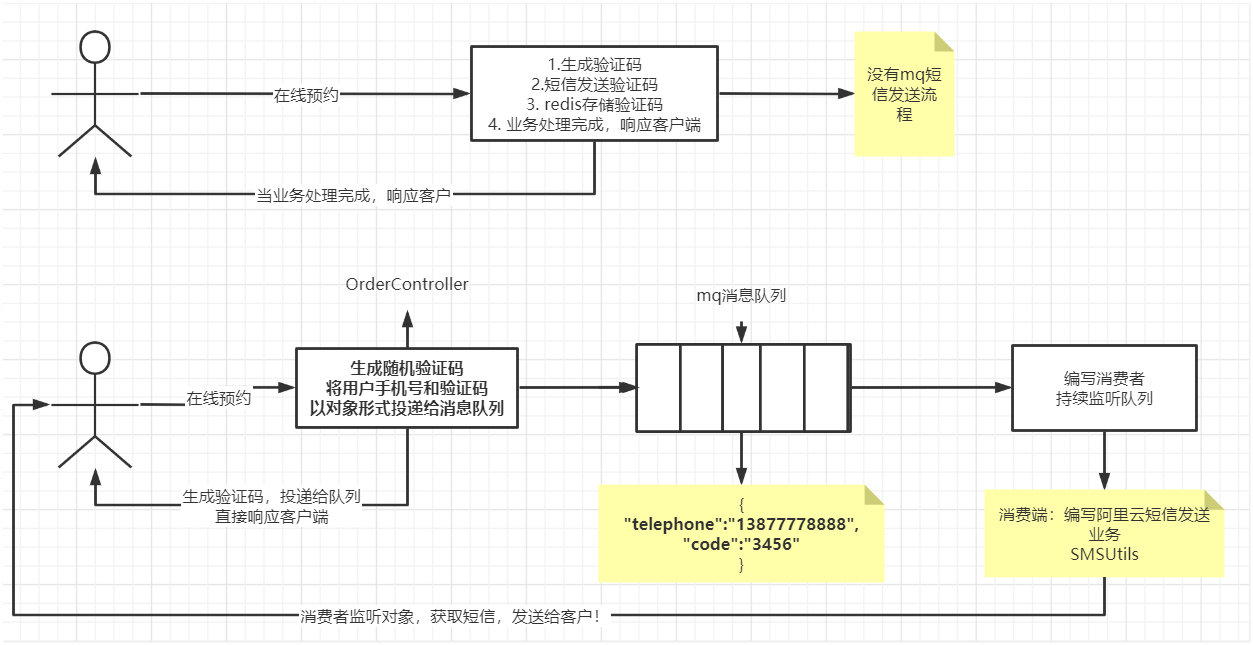 1.生成验证码
2.短信发送验证码
3. redis存储验证码
4. 业务处理完成，响应客户端
在线预约
没有mq短
信发送流
程
当业务处理完成，响应客户
OrderController
mq消息队列
生成随机验证码
将用户手机号和验证码
以对象形式投递给消息队列
在线预约
编写消费者
持续监听队列
生成验证码，投递给队列
直接响应客户端
{
"telephone":"13877778888",
"code":"3456"
}
消费端：编写阿里云短信发送
业务
SMSUtils
消费者监听对象，获取短信，发送给客户！